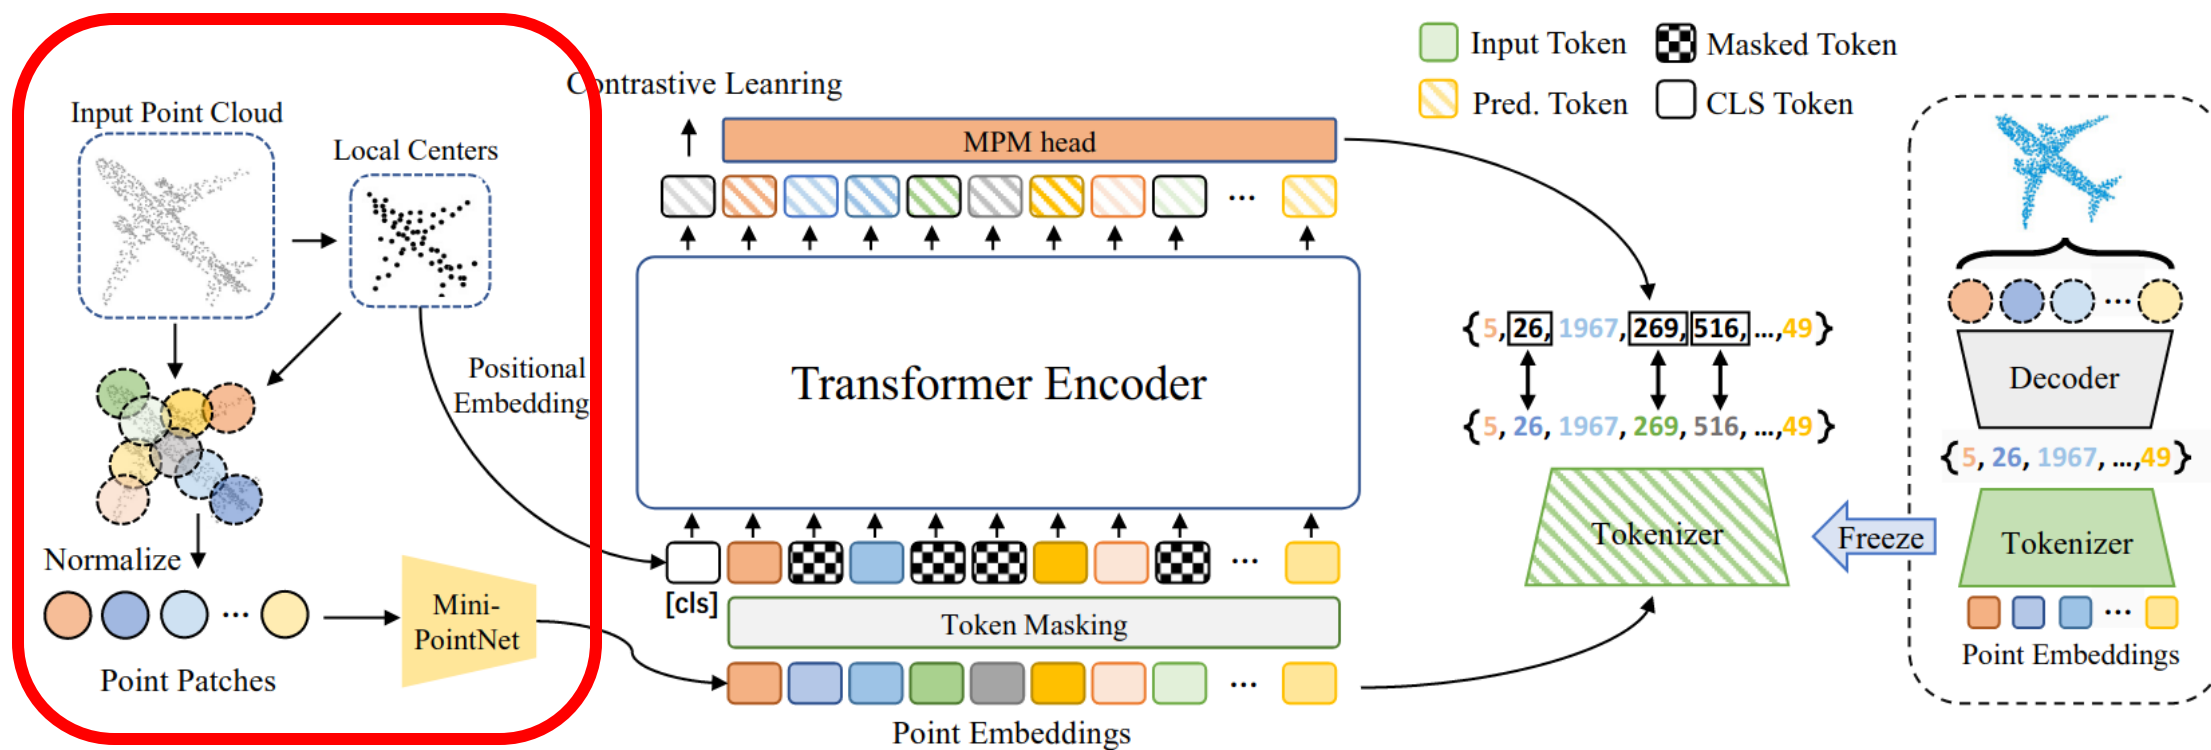 Input Point Cloud
Local Centers
Positional
Embedding
Normalize
Point Patches
Mini-
PointNet
Contrastive Leanring
MPM head
Transformer Encoder
[cls]
...
Token Masking
Point Embeddings
Input Token
Masked Token
Pred. Token
CLS Token
{5, 26, 1967, 269, 516, ...,49}
{5, 26, 1967, 269, 516, ...,49}
Tokenizer
Freeze
Decoder
{5, 26, 1967, ...,49}
Tokenizer
Point Embeddings